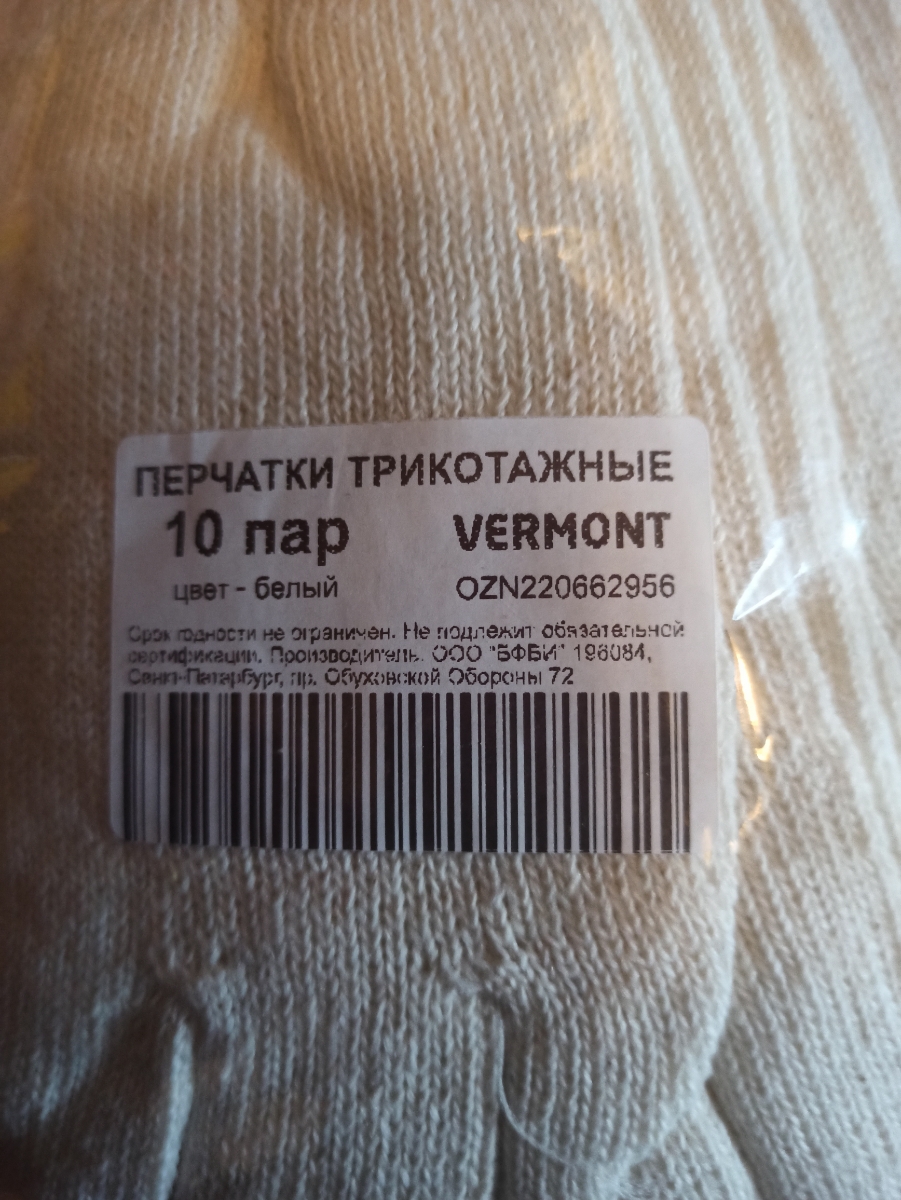 ПЕРЧАТКИ ТРИКОТАЖНЫЕ
10 пар VERMONT
цвет - белый OZN220662956
Срок годности не ограничен. Не подлежит обязательной
сертификации. Производитель: ООО "БФБИ" 196084,
Санкт-Петербург, пр. Обуховской Обороны 72